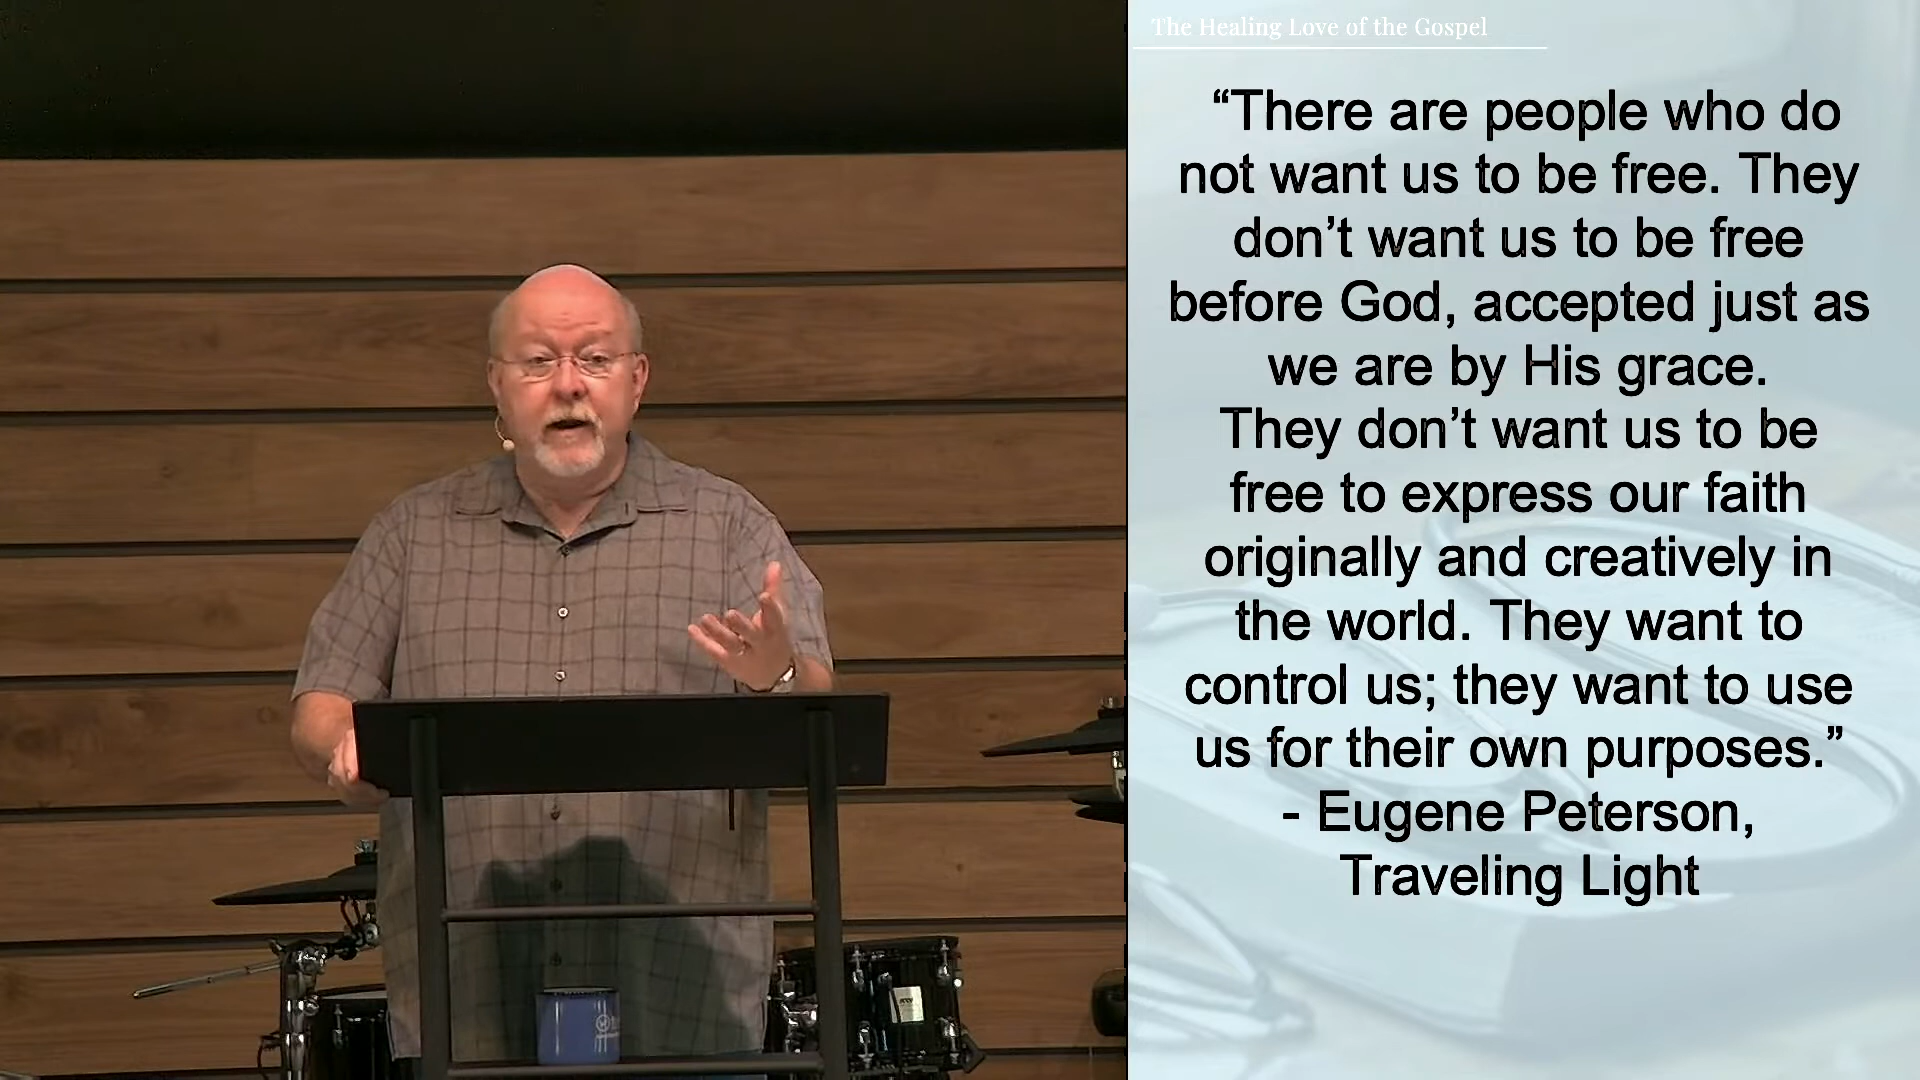 The Healing Love of the Gospel
“There are people who do
not want us to be free. They
don’t want us to be free
before God, accepted just as
we are by His grace.
They don’t want us to be
free to express our faith
originally and creatively in
the world. They want to
control us; they want to use
us for their own purposes.”
- Eugene Peterson,
Traveling Light